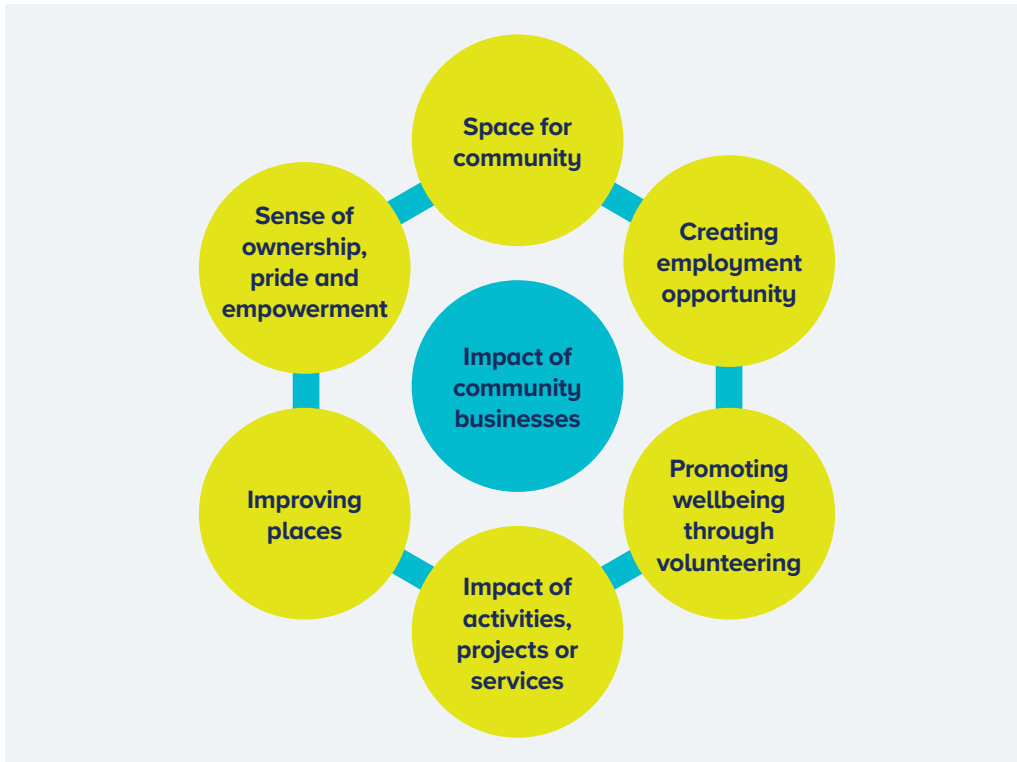 Space for
community
Creating
employment
opportunity
Promoting
wellbeing
through
volunteering
Impact of
activities,
projects or
services
Improving
places
Sense of
ownership,
pride and
empowerment
Impact of
community
businesses